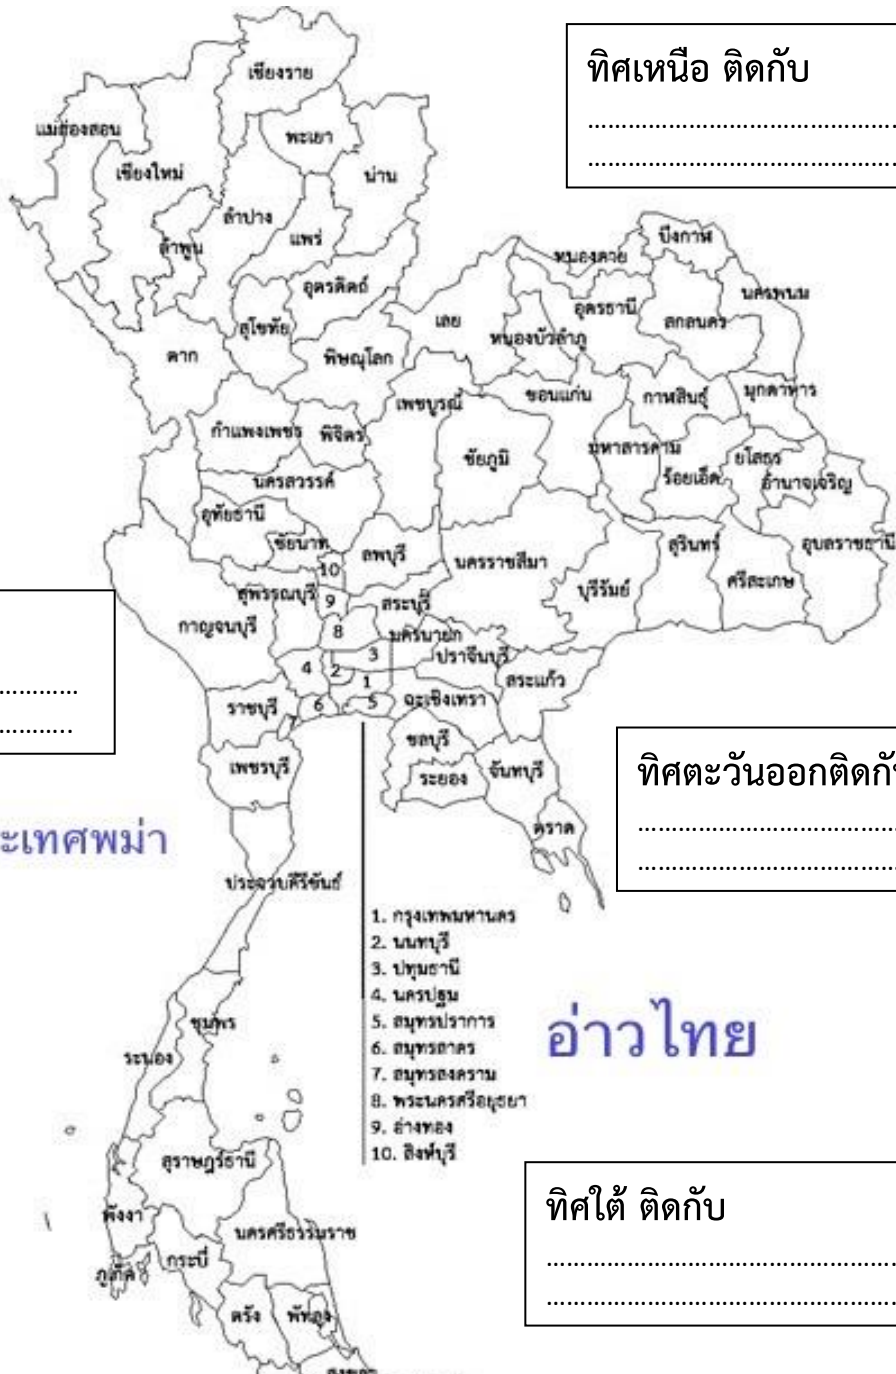 ทิศเหนือ ติดกับ
................................................
................................................
เชียงราย
แม่ฮ่องสอน
พะเยา
เชียงใหม่
น่าน
ลำปาง
แพร่
ลำพูน
บึงกาฬ
หนองคาย
อุตรดิตถ์
นครพนม
อุดรธานี
เลย
สกลนคร
สุโขทัย
หนองบัวลำภู
ตาก
พิษณุโลก
ขอนแก่น
กาฬสินธุ์
มุกดาหาร
เพชรบูรณ์
กำแพงเพชร
พิจิตร
มหาสารคาม
ชัยภูมิ
ยโสธร
ร้อยเอ็ด
อำนาจเจริญ
นครสวรรค์
อุทัยธานี
ชัยนาท
ลพบุรี
นครราชสีมา
สุรินทร์
อุบลราชธานี
10
บุรีรัมย์
ศรีสะเกษ
สุพรรณบุรี
9
สระบุรี
กาญจนบุรี
8
นครนายก
3
ปราจีนบุรี
4
2
1
สระแก้ว
ราชบุรี
6
5
ฉะเชิงเทรา
7
ชลบุรี
เพชรบุรี
ระยอง
จันทบุรี
................
...............
ทิศตะวันออกติดกับ
................................................
................................................
ตราด
ะเทศพม่า
ประจวบคีรีขันธ์
1. กรุงเทพมหานคร
2. นนทบุรี
3. ปทุมธานี
4. นครปฐม
5. สมุทรปราการ
6. สมุทรสาคร
7. สมุทรสงคราม
8. พระนครศรีอยุธยา
9. อ่างทอง
10. สิงห์บุรี
อ่าวไทย
ชุมพร
ระนอง
สุราษฎร์ธานี
พังงา
นครศรีธรรมราช
กระบี่
ภูเก็ต
ตรัง
พัทลุง
ทิศใต้ ติดกับ
................................................
................................................